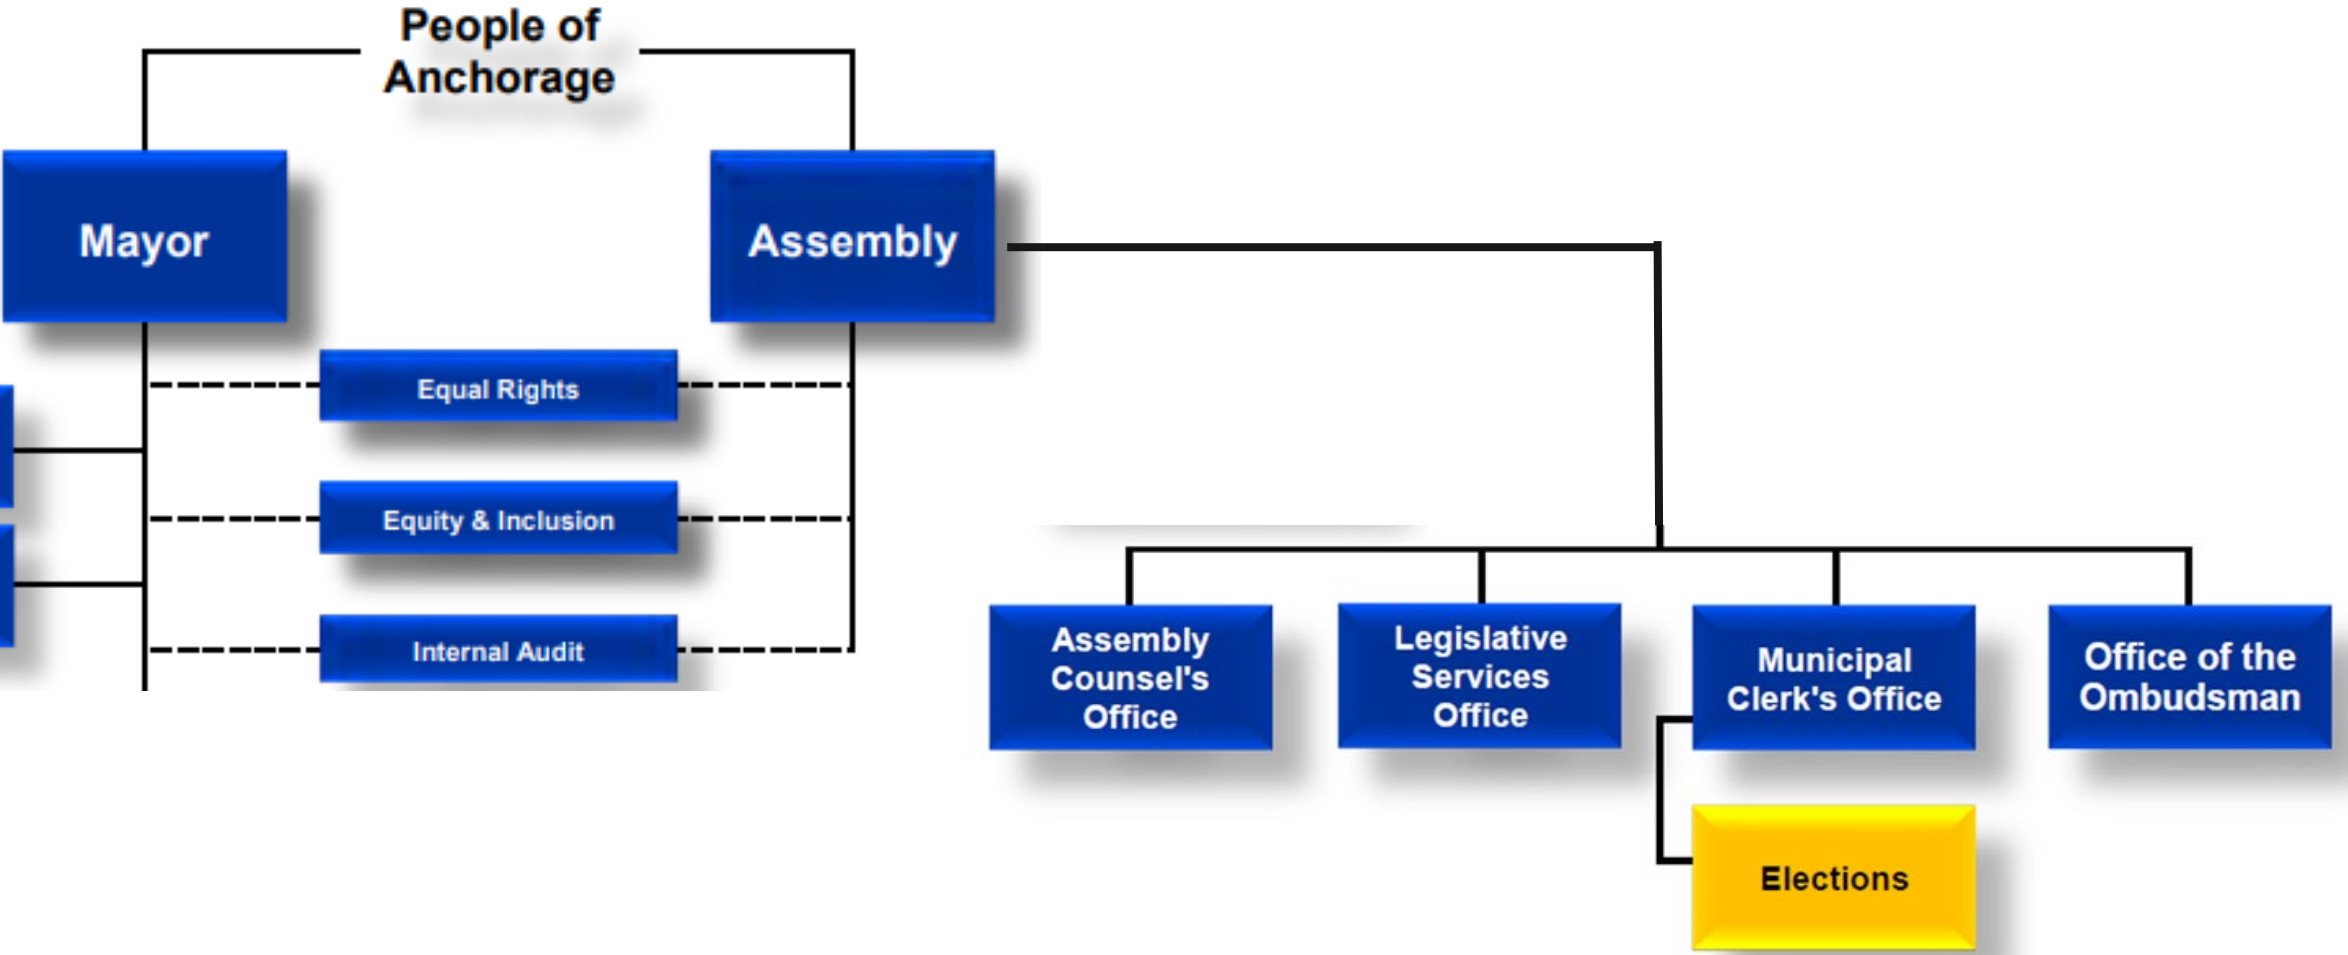 People of
Anchorage
Mayor
Assembly
Equal Rights
Equity & Inclusion
Internal Audit
Assembly
Counsel's
Office
Legislative
Services
Office
Municipal
Clerk's Office
Office of the
Ombudsman
Elections